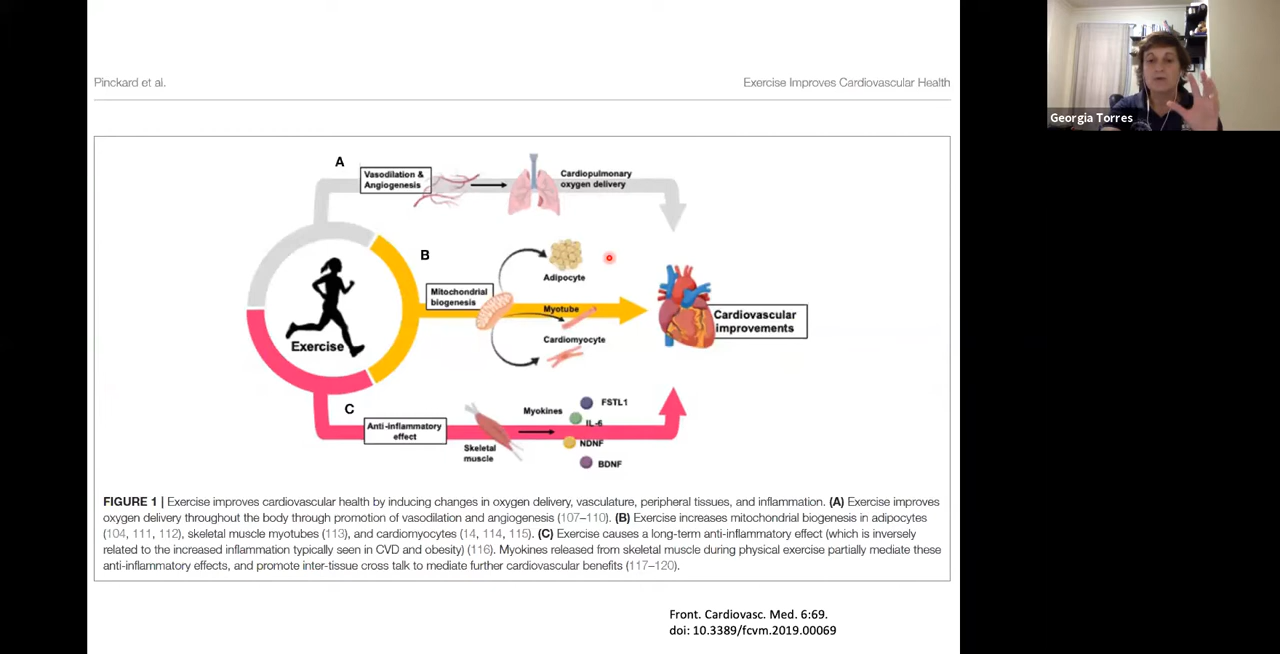 Pinckard et al.
Exercise Improves Cardiovascular Health
Georgia Torres
A
Vasodilation &
Angiogenesis
Cardiopulmonary
oxygen delivery
B
Mitochondrial
biogenesis
Adipocyte
Myotube
Cardiomyocyte
Exercise
Cardiovascular
improvements
C
Anti-inflammatory
effect
Skeletal
muscle
Myokines
FSTL1
IL-6
NDNF
BDNF
FIGURE 1 | Exercise improves cardiovascular health by inducing changes in oxygen delivery, vasculature, peripheral tissues, and inflammation. (A) Exercise improves
oxygen delivery throughout the body through promotion of vasodilation and angiogenesis (107–110). (B) Exercise increases mitochondrial biogenesis in adipocytes
(104, 111, 112), skeletal muscle myotubes (113), and cardiomyocytes (14, 114, 115). (C) Exercise causes a long-term anti-inflammatory effect (which is inversely
related to the increased inflammation typically seen in CVD and obesity) (116). Myokines released from skeletal muscle during physical exercise partially mediate these
anti-inflammatory effects, and promote inter-tissue cross talk to mediate further cardiovascular benefits (117–120).
Front. Cardiovasc. Med. 6:69.
doi: 10.3389/fcvm.2019.00069